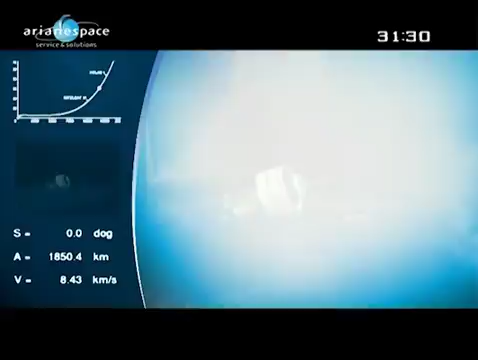 arianespace
service & solutions
31:30
S = 0.0 dog
A = 1850.4 km
V = 8.43 km/s